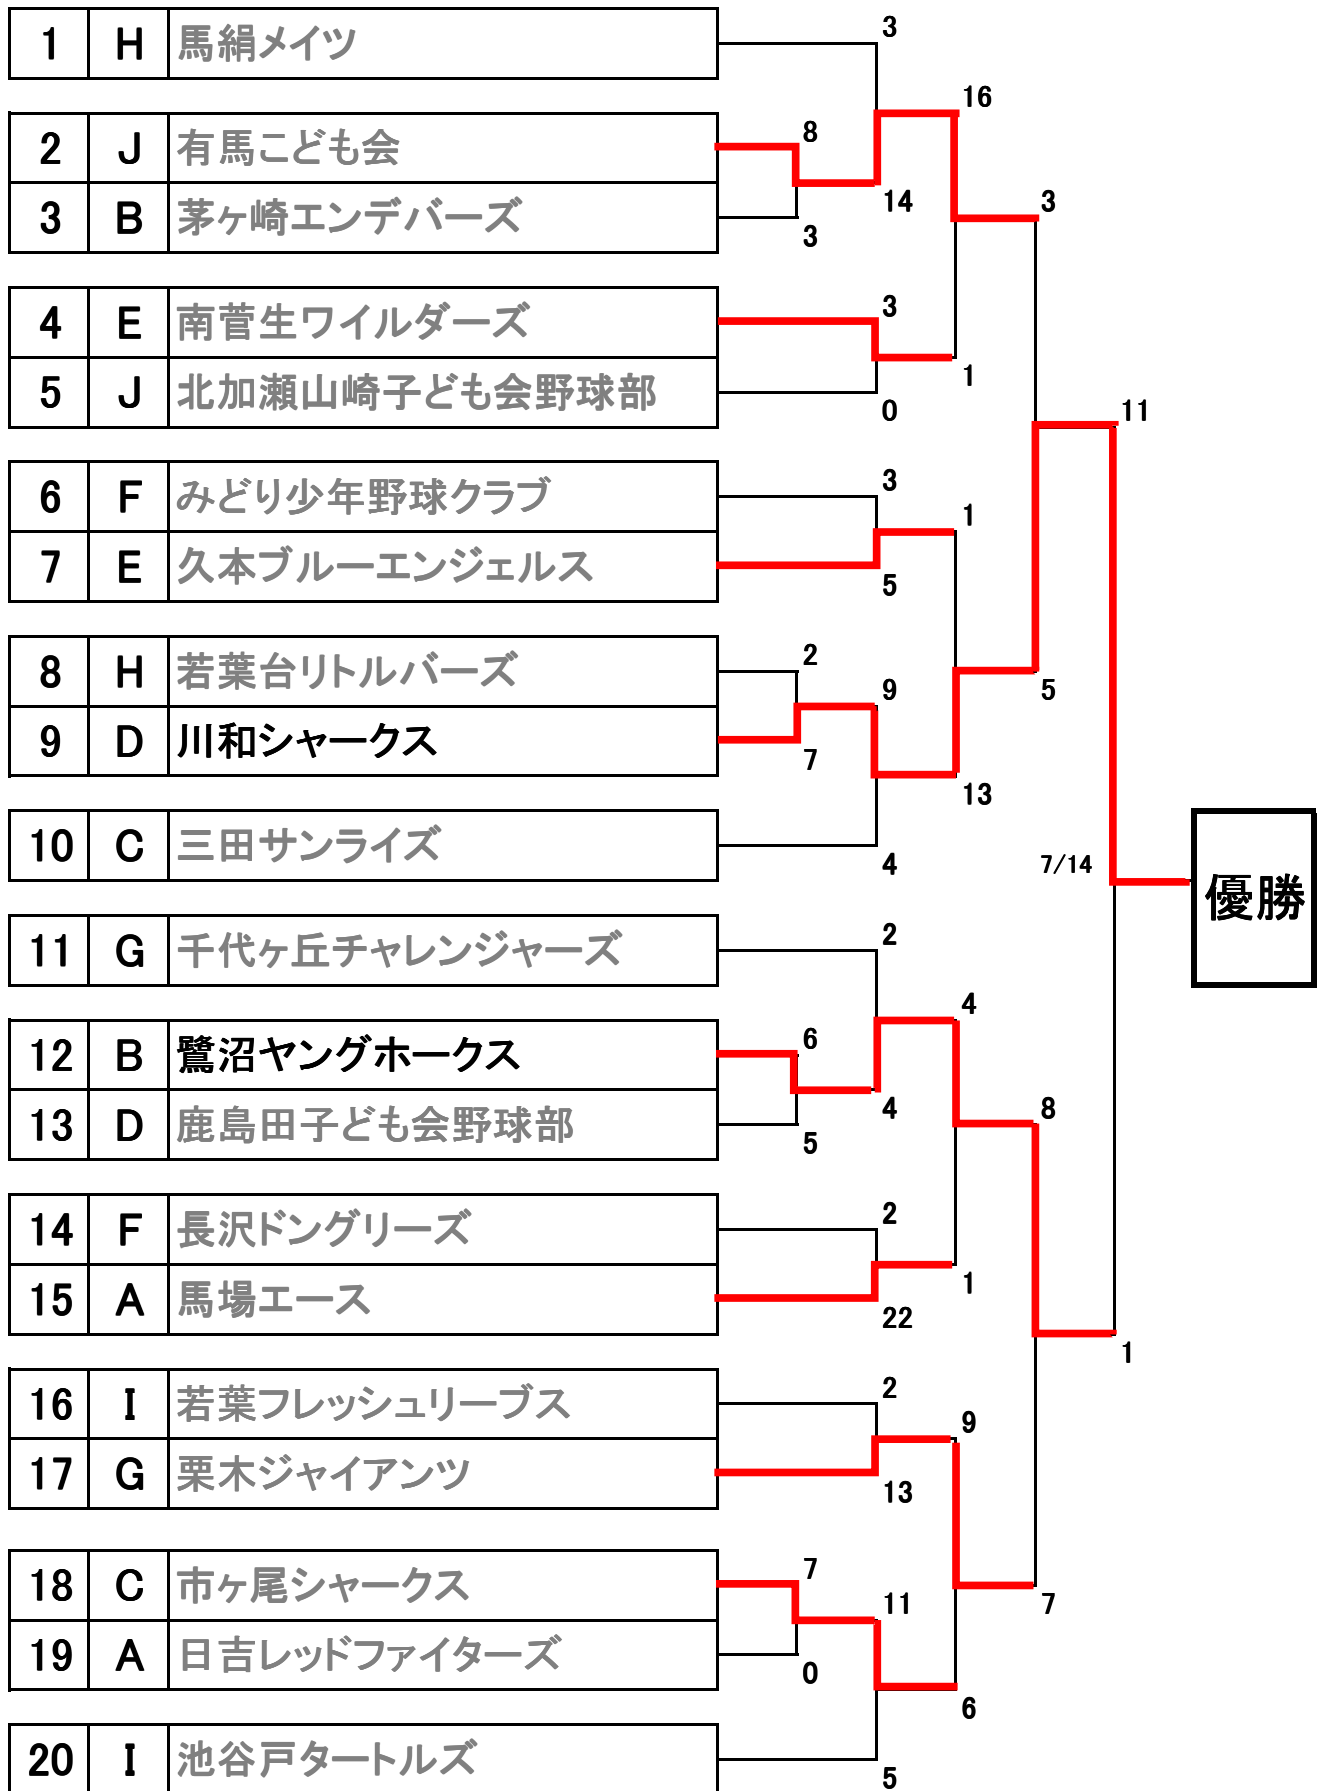 3
1 H 馬絹メイツ
16
2 J 有馬こども会
8
14
3
3 B 茅ヶ崎エンデバーズ
3
4 E 南菅生ワイルダーズ
3
1
5 J 北加瀬山崎子ども会野球部
0
11
6 F みどり少年野球クラブ
3
1
7 E 久本ブルーエンジェルス
5
8 H 若葉台リトルバーズ
2
9
5
9 D 川和シャークス
7
13
10 C 三田サンライズ
4
7/14
優勝
11 G 千代ヶ丘チャレンジャーズ
2
4
12 B 鷺沼ヤングホークス
6
4
8
13 D 鹿島田子ども会野球部
5
14 F 長沢ドングリーズ
2
1
15 A 馬場エース
22
1
16 I 若葉フレッシュリーブス
2
9
17 G 栗木ジャイアンツ
13
18 C 市ヶ尾シャークス
7
11
7
19 A 日吉レッドファイターズ
0
6
20 I 池谷戸タートルズ
5